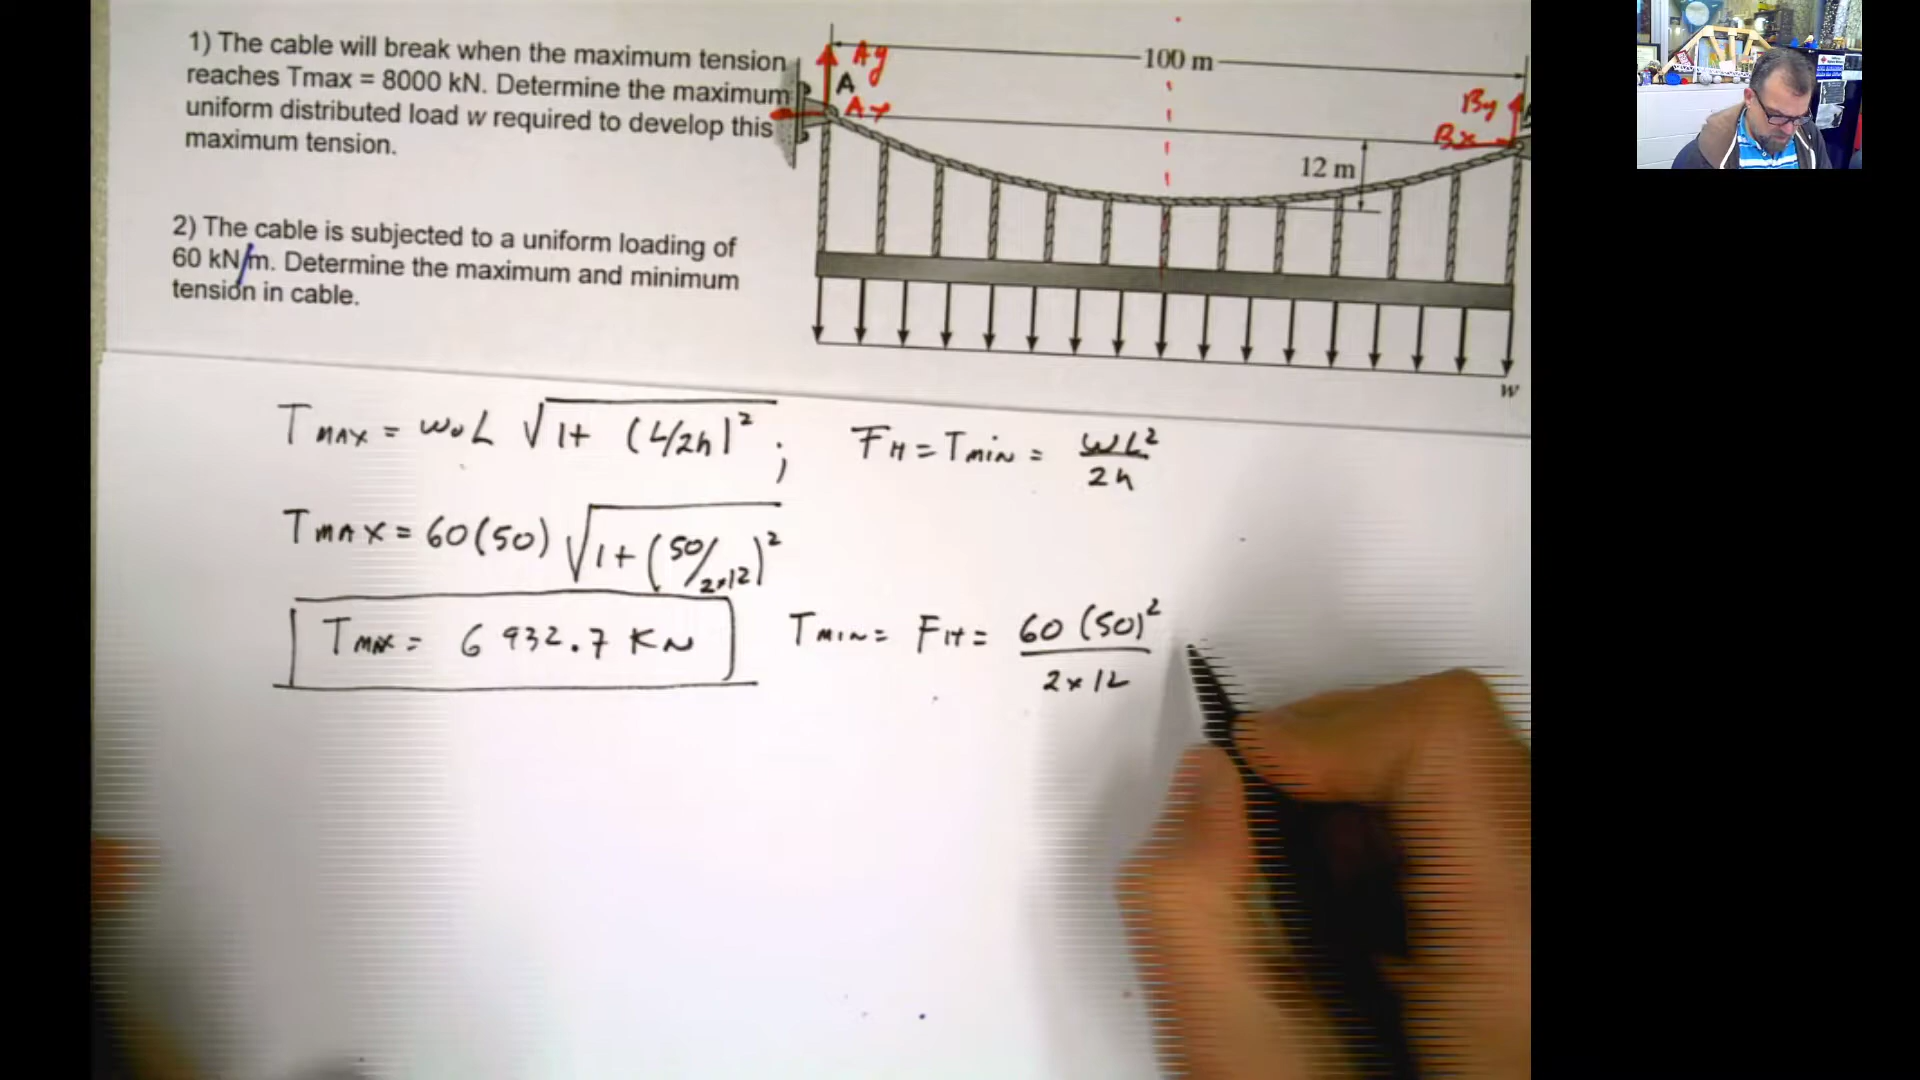 1) The cable will break when the maximum tension
reaches Tmax = 8000 kN. Determine the maximum
uniform distributed load w required to develop this
maximum tension.
2) The cable is subjected to a uniform loading of
60 kN/m. Determine the maximum and minimum
tension in cable.
100 m
Ay
A
Ax
By
Bx
12 m
w
TMAX = w₀L √1+ (L/2h)² ; FH = Tmin = wL²/2h
TMAX = 60(50) √1+(50/2×12)²
Tmax = 6932.7 KN
TMIN = FH = 60(50)²/2×12